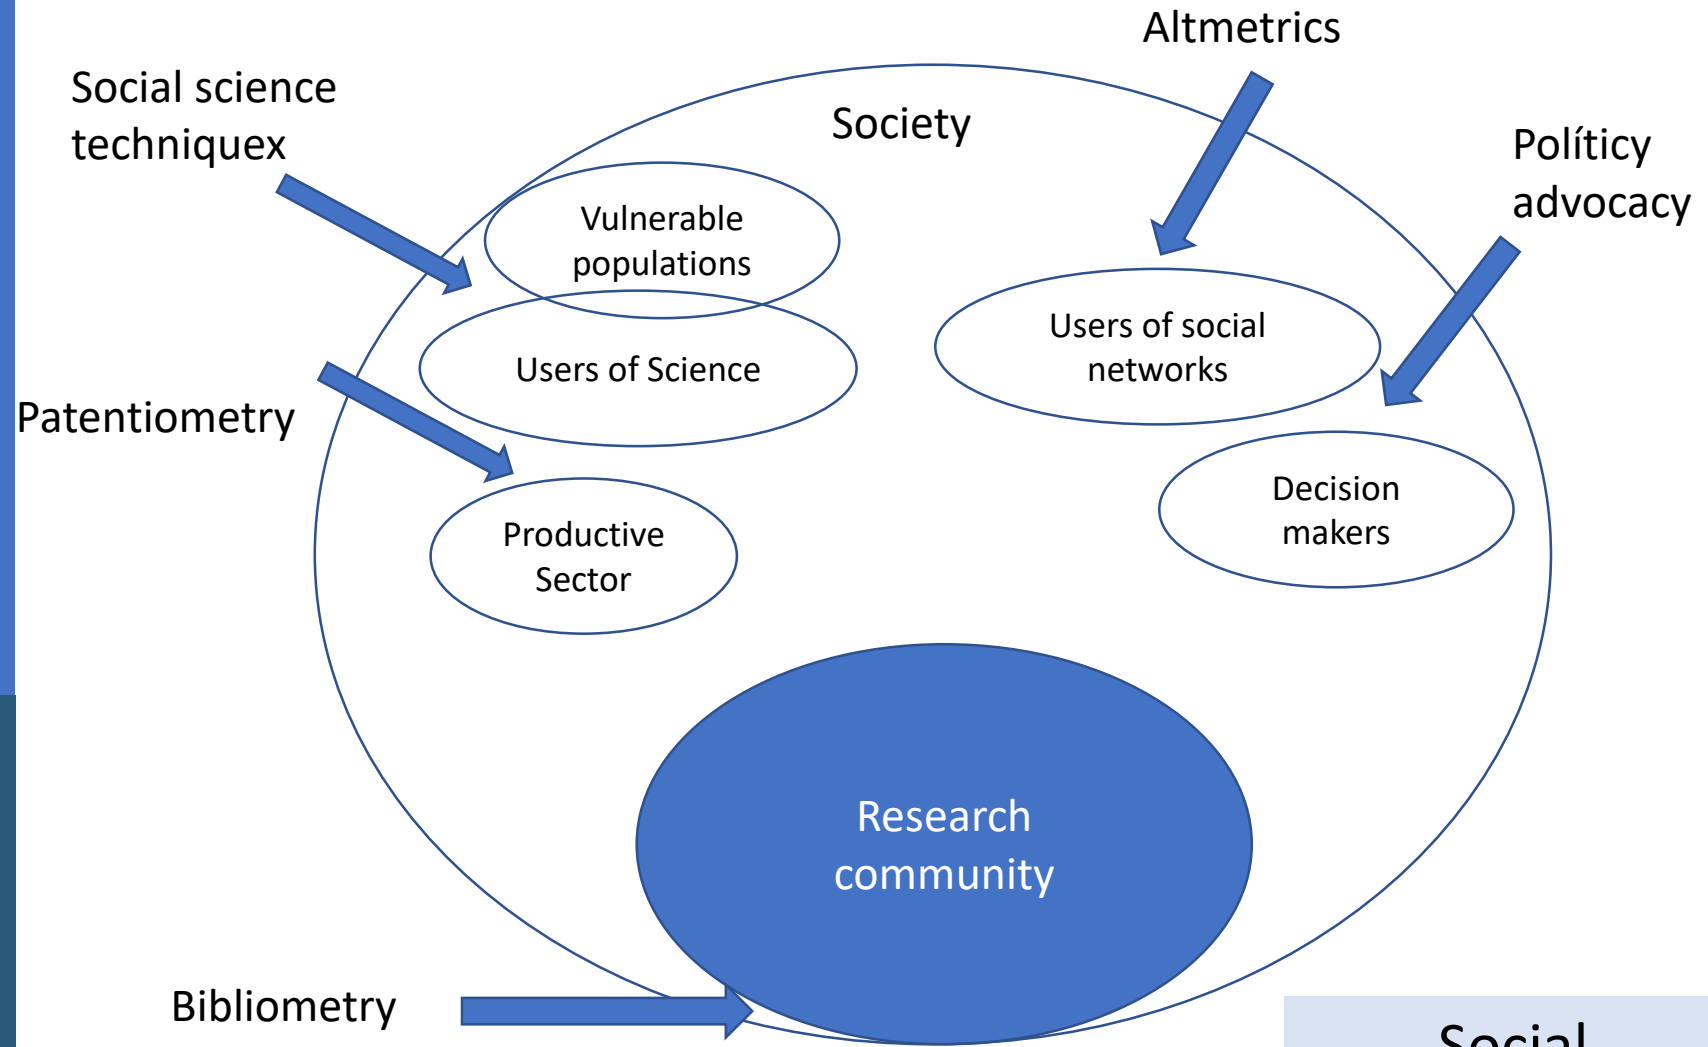 Altmetrics
Social science
techniquex
Society
Políticy
advocacy
Vulnerable
populations
Users of social
networks
Users of Science
Patentiometry
Decision
makers
Productive
Sector
Research
community
Bibliometry
Social